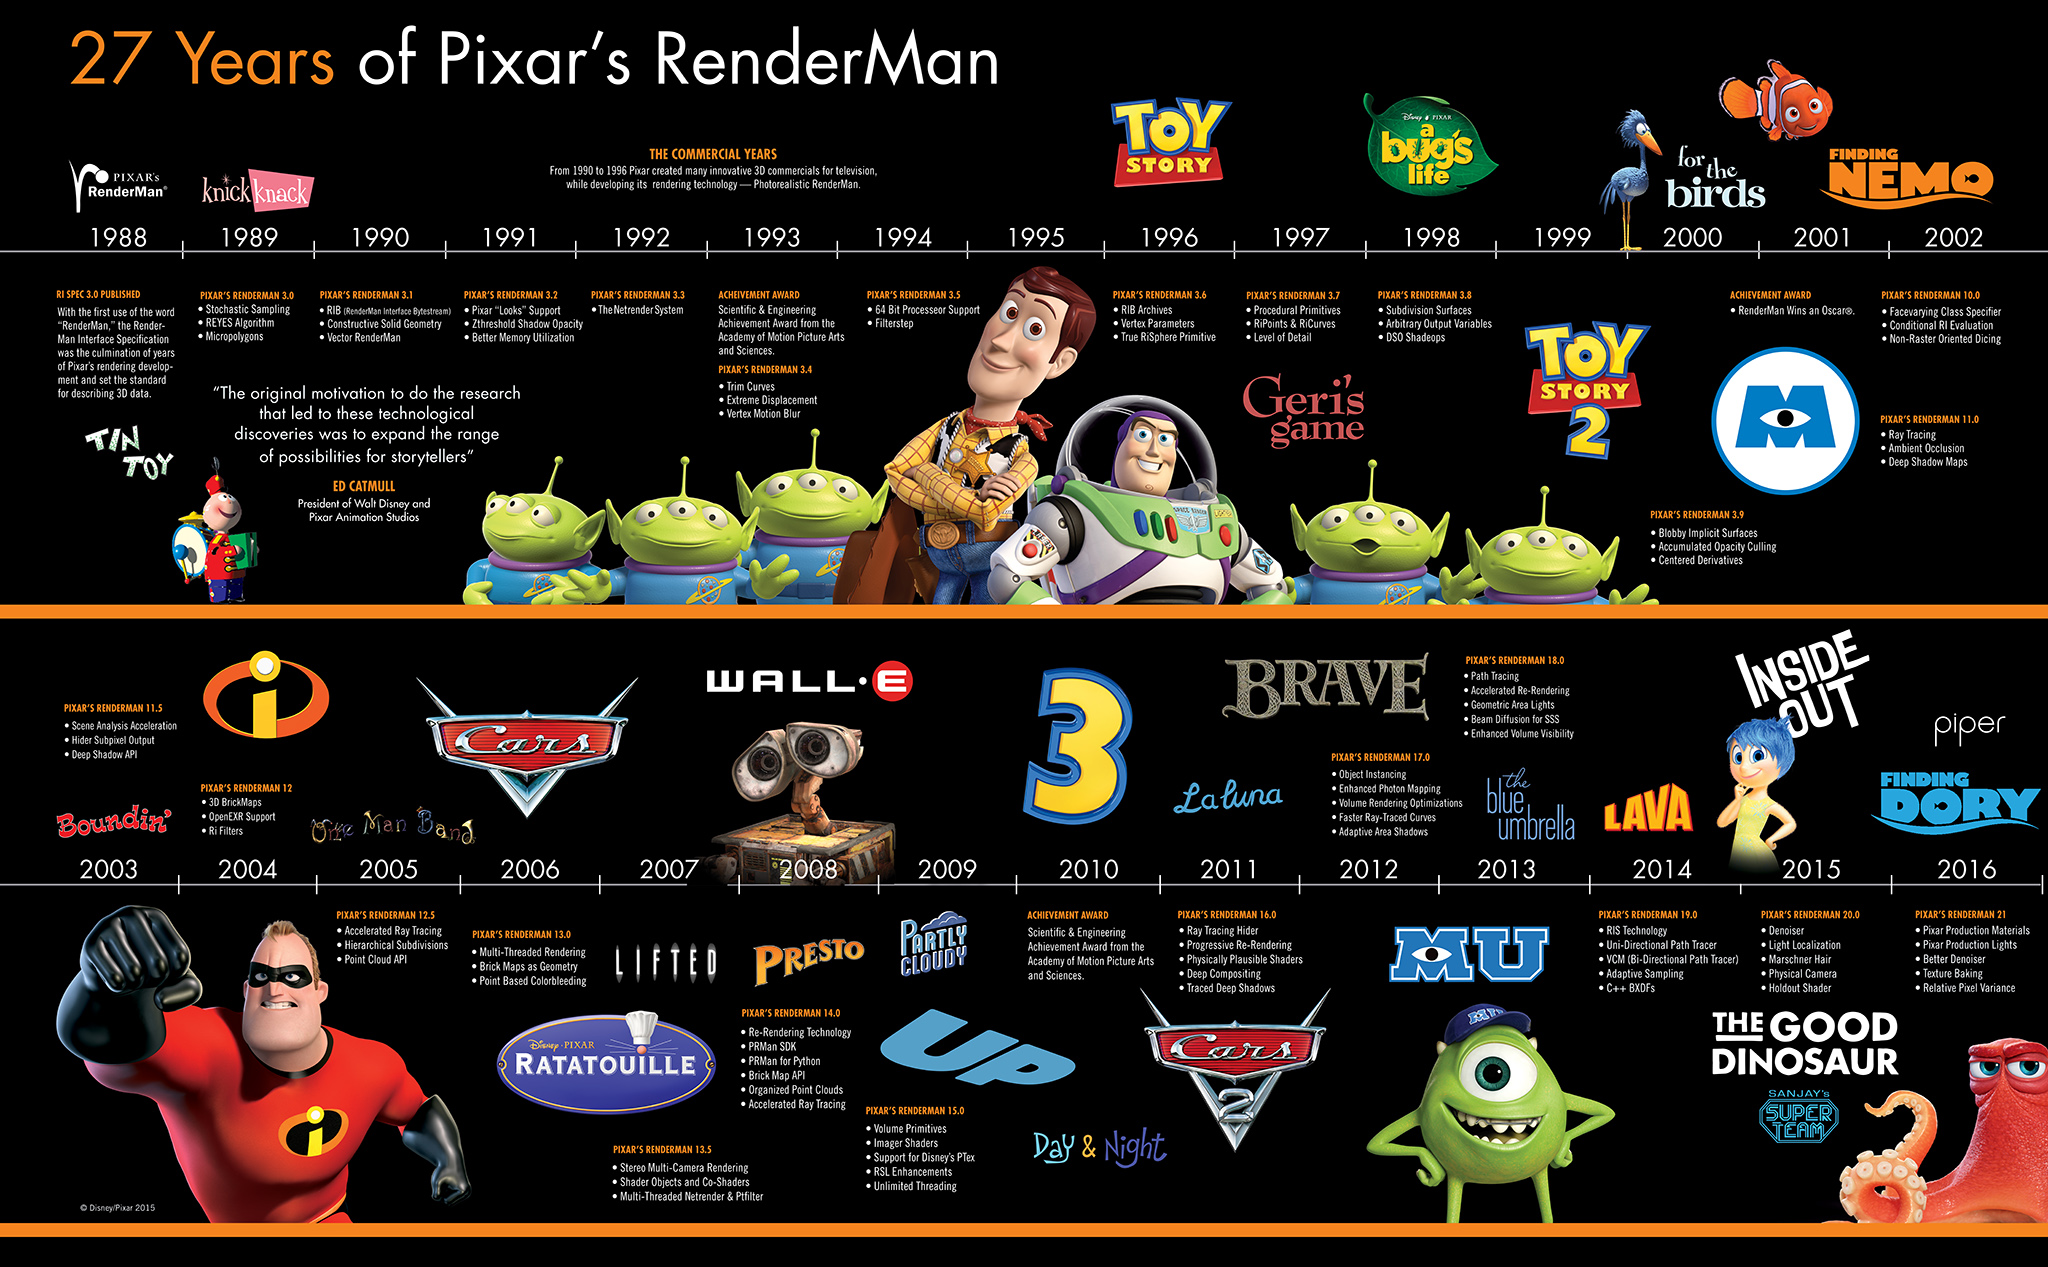 27 Years of Pixar's RenderMan
PIXAR's
RenderMan®
knick knack
THE COMMERCIAL YEARS
From 1990 to 1996 Pixar created many innovative 3D commercials for television,
while developing its rendering technology — Photorealistic RenderMan.
TOY
STORY
Disney PIXAR
a
bug's
life
for
the
birds
FINDING
NEMO
1988
1989
1990
1991
1992
1993
1994
1995
1996
1997
1998
1999
2000
2001
2002
RI SPEC 3.0 PUBLISHED
With the first use of the word
"RenderMan," the Render-
Man Interface Specification
was the culmination of years
of Pixar's rendering develop-
ment and set the standard
for describing 3D data.
TIN
TOY
PIXAR'S RENDERMAN 3.0
• Stochastic Sampling
• REYES Algorithm
• Micropolygons
PIXAR'S RENDERMAN 3.1
• RIB (RenderMan Interface Bytestream)
• Constructive Solid Geometry
• Vector RenderMan
PIXAR'S RENDERMAN 3.2
• Pixar "Looks" Support
• Zthreshold Shadow Opacity
• Better Memory Utilization
PIXAR'S RENDERMAN 3.3
• The Netrender System
"The original motivation to do the research
that led to these technological
discoveries was to expand the range
of possibilities for storytellers"
ED CATMULL
President of Walt Disney and
Pixar Animation Studios
ACHEIVEMENT AWARD
Scientific & Engineering
Achievement Award from the
Academy of Motion Picture Arts
and Sciences.
PIXAR'S RENDERMAN 3.4
• Trim Curves
• Extreme Displacement
• Vertex Motion Blur
PIXAR'S RENDERMAN 3.5
• 64 Bit Processeor Support
• Filterstep
PIXAR'S RENDERMAN 3.6
• RIB Archives
• Vertex Parameters
• True RiSphere Primitive
PIXAR'S RENDERMAN 3.7
• Procedural Primitives
• RiPoints & RiCurves
• Level of Detail
Geri's
game
PIXAR'S RENDERMAN 3.8
• Subdivision Surfaces
• Arbitrary Output Variables
• DSO Shadeops
TOY
STORY
2
PIXAR'S RENDERMAN 3.9
• Blobby Implicit Surfaces
• Accumulated Opacity Culling
• Centered Derivatives
ACHIEVEMENT AWARD
• RenderMan Wins an Oscar®.
M
PIXAR'S RENDERMAN 10.0
• Facevarying Class Specifier
• Conditional RI Evaluation
• Non-Raster Oriented Dicing
PIXAR'S RENDERMAN 11.0
• Ray Tracing
• Ambient Occlusion
• Deep Shadow Maps
SPACE RANGER
PIXAR'S RENDERMAN 11.5
• Scene Analysis Acceleration
• Hider Subpixel Output
• Deep Shadow API
Boundin'
i
PIXAR'S RENDERMAN 12
• 3D BrickMaps
• OpenEXR Support
• Ri Filters
One Man Band
Cars
WALL•E
3
La luna
BRAVE
PIXAR'S RENDERMAN 17.0
• Object Instancing
• Enhanced Photon Mapping
• Volume Rendering Optimizations
• Faster Ray-Traced Curves
• Adaptive Area Shadows
PIXAR'S RENDERMAN 18.0
• Path Tracing
• Accelerated Re-Rendering
• Geometric Area Lights
• Beam Diffusion for SSS
• Enhanced Volume Visibility
the
blue
umbrella
LAVA
INSIDE
OUT
piper
FINDING
DORY
2003
2004
2005
2006
2007
2008
2009
2010
2011
2012
2013
2014
2015
2016
i
PIXAR'S RENDERMAN 12.5
• Accelerated Ray Tracing
• Hierarchical Subdivisions
• Point Cloud API
PIXAR'S RENDERMAN 13.0
• Multi-Threaded Rendering
• Brick Maps as Geometry
• Point Based Colorbleeding
LIFTED
Disney • PIXAR
RATATOUILLE
PIXAR'S RENDERMAN 13.5
• Stereo Multi-Camera Rendering
• Shader Objects and Co-Shaders
• Multi-Threaded Netrender & Ptfilter
PRESTO
PIXAR'S RENDERMAN 14.0
• Re-Rendering Technology
• PRMan SDK
• PRMan for Python
• Brick Map API
• Organized Point Clouds
• Accelerated Ray Tracing
PARTLY
CLOUDY
UP
PIXAR'S RENDERMAN 15.0
• Volume Primitives
• Imager Shaders
• Support for Disney's PTex
• RSL Enhancements
• Unlimited Threading
ACHIEVEMENT AWARD
Scientific & Engineering
Achievement Award from the
Academy of Motion Picture Arts
and Sciences.
Day & Night
PIXAR'S RENDERMAN 16.0
• Ray Tracing Hider
• Progressive Re-Rendering
• Physically Plausible Shaders
• Deep Compositing
• Traced Deep Shadows
Cars
2
MU
MU
PIXAR'S RENDERMAN 19.0
• RIS Technology
• Uni-Directional Path Tracer
• VCM (Bi-Directional Path Tracer)
• Adaptive Sampling
• C++ BXDFs
PIXAR'S RENDERMAN 20.0
• Denoiser
• Light Localization
• Marschner Hair
• Physical Camera
• Holdout Shader
THE GOOD
DINOSAUR
SANJAY's
SUPER
TEAM
PIXAR'S RENDERMAN 21
• Pixar Production Materials
• Pixar Production Lights
• Better Denoiser
• Texture Baking
• Relative Pixel Variance
© Disney/Pixar 2015